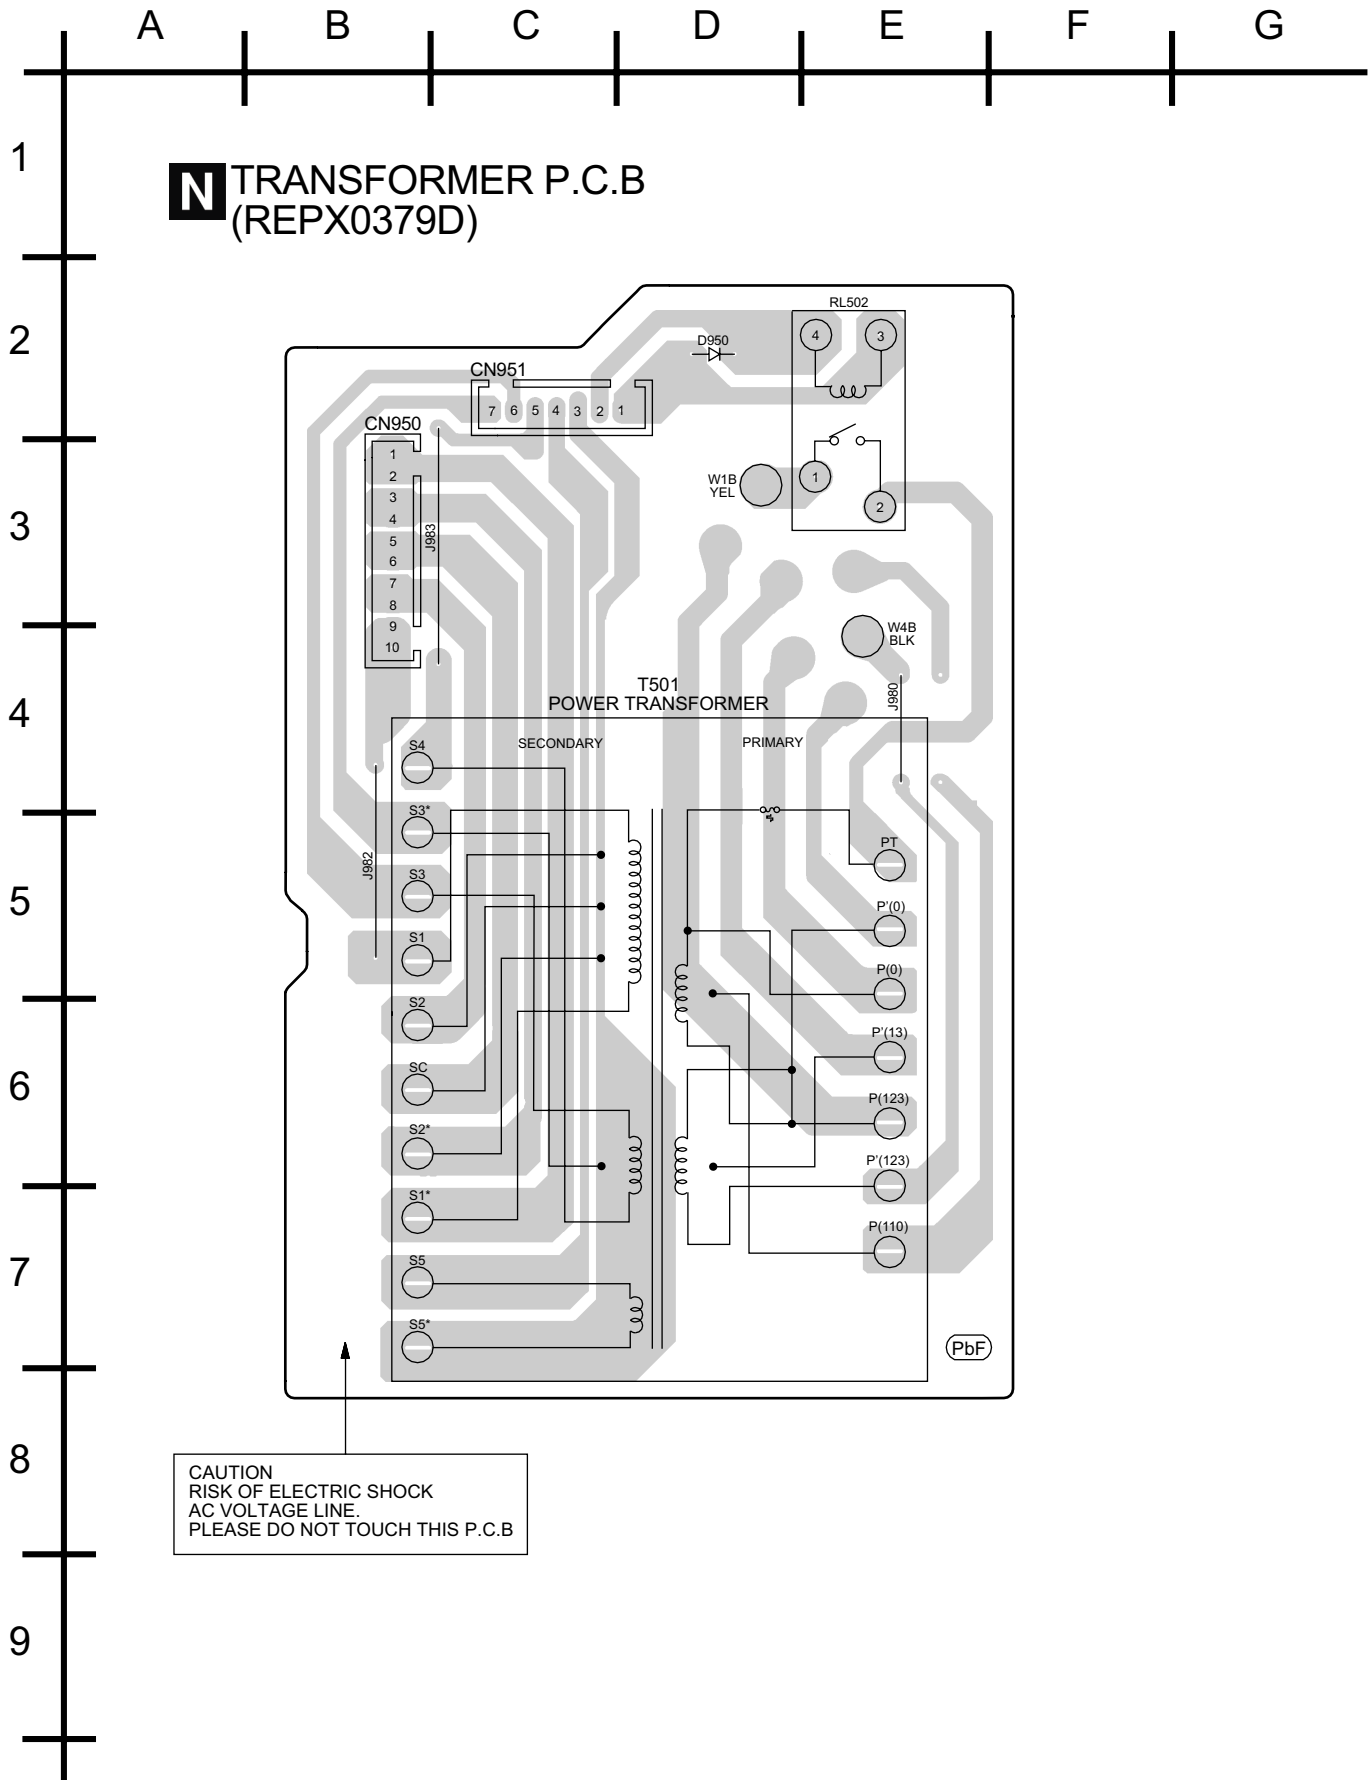 A B C D E F G
1
N TRANSFORMER P.C.B
(REPX0379D)
2
RL502
4 3
D950
CN951
7 6 5 4 3 2 1
CN950
1
2
3
4
5
6
7
8
9
10
J983
W1B
YEL
1
2
3
W4B
BLK
J980
4
T501
POWER TRANSFORMER
SECONDARY PRIMARY
S4
S3*
S3
S1
S2
SC
S2*
S1*
S5
S5*
J982
PT
P'(0)
P(0)
P'(13)
P(123)
P'(123)
P(110)
5
6
7
PbF
8
CAUTION
RISK OF ELECTRIC SHOCK
AC VOLTAGE LINE.
PLEASE DO NOT TOUCH THIS P.C.B
9